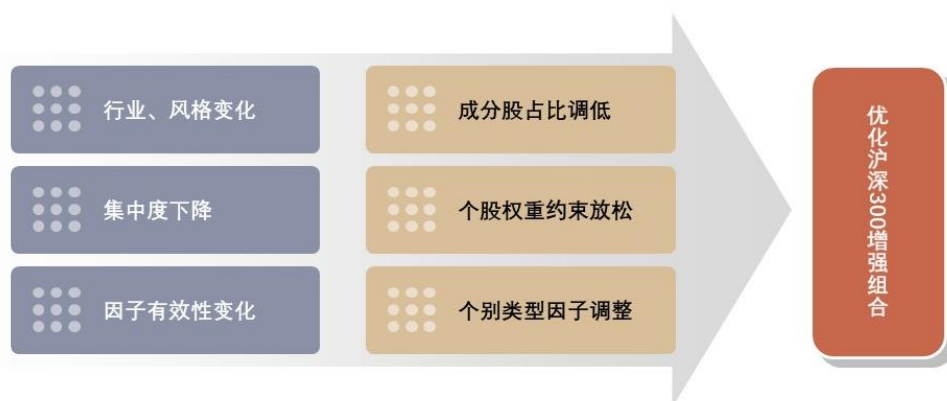 行业、风格变化
成分股占比调低
集中度下降
个股权重约束放松
因子有效性变化
个别类型因子调整
优化沪深300增强组合